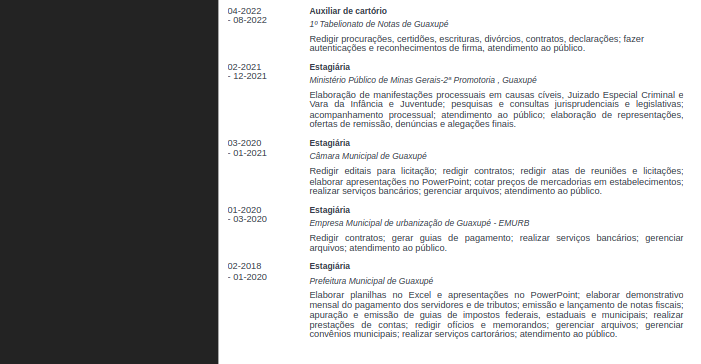 04-2022
- 08-2022
Auxiliar de cartório
1º Tabelionato de Notas de Guaxupé
Redigir procurações, certidões, escrituras, divórcios, contratos, declarações; fazer
autenticações e reconhecimentos de firma, atendimento ao público.
02-2021
- 12-2021
Estagiária
Ministério Público de Minas Gerais-2ª Promotoria , Guaxupé
Elaboração de manifestações processuais em causas cíveis, Juizado Especial Criminal e
Vara da Infância e Juventude; pesquisas e consultas jurisprudenciais e legislativas;
acompanhamento processual; atendimento ao público; elaboração de representações,
ofertas de remissão, denúncias e alegações finais.
03-2020
- 01-2021
Estagiária
Câmara Municipal de Guaxupé
Redigir editais para licitação; redigir contratos; redigir atas de reuniões e licitações;
elaborar apresentações no PowerPoint; cotar preços de mercadorias em estabelecimentos;
realizar serviços bancários; gerenciar arquivos; atendimento ao público.
01-2020
- 03-2020
Estagiária
Empresa Municipal de urbanização de Guaxupé - EMURB
Redigir contratos; gerar guias de pagamento; realizar serviços bancários; gerenciar
arquivos; atendimento ao público.
02-2018
- 01-2020
Estagiária
Prefeitura Municipal de Guaxupé
Elaborar planilhas no Excel e apresentações no PowerPoint; elaborar demonstrativo
mensal do pagamento dos servidores e de tributos; emissão e lançamento de notas fiscais;
apuração e emissão de guias de impostos federais, estaduais e municipais; realizar
prestações de contas; redigir ofícios e memorandos; gerenciar arquivos; gerenciar
convênios municipais; realizar serviços cartorários; atendimento ao público.